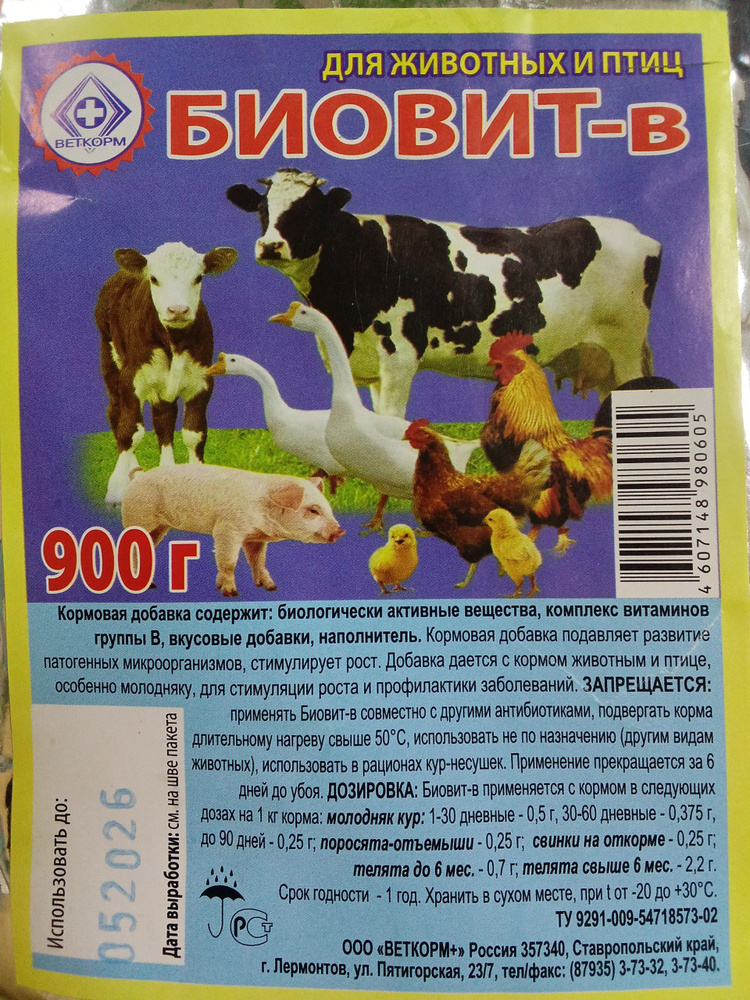 ДЛЯ ЖИВОТНЫХ И ПТИЦ
ВЕТКОРМ
БИОВИТ-в
900 г
4 607148 980605
Кормовая добавка содержит: биологически активные вещества, комплекс витаминов
группы В, вкусовые добавки, наполнитель. Кормовая добавка подавляет развитие
патогенных микроорганизмов, стимулирует рост. Добавка дается с кормом животным и птице,
особенно молодняку, для стимуляции роста и профилактики заболеваний. ЗАПРЕЩАЕТСЯ:
применять Биовит-в совместно с другими антибиотиками, подвергать корма
длительному нагреву свыше 50°С, использовать не по назначению (другим видам
животных), использовать в рационах кур-несушек. Применение прекращается за 6
дней до убоя. ДОЗИРОВКА: Биовит-в применяется с кормом в следующих
дозах на 1 кг корма: молодняк кур: 1-30 дневные - 0,5 г, 30-60 дневные - 0,375 г,
до 90 дней - 0,25 г; поросята-отъемыши - 0,25 г; свинки на откорме - 0,25 г;
телята до 6 мес. - 0,7 г; телята свыше 6 мес. - 2,2 г.
Срок годности - 1 год. Хранить в сухом месте, при t от -20 до +30°С.
ТУ 9291-009-54718573-02
ООО «ВЕТКОРМ+» Россия 357340, Ставропольский край,
г. Лермонтов, ул. Пятигорская, 23/7, тел/факс: (87935) 3-73-32, 3-73-40.
Использовать до:
052026
Дата выработки: см. на шве пакета
РСТ